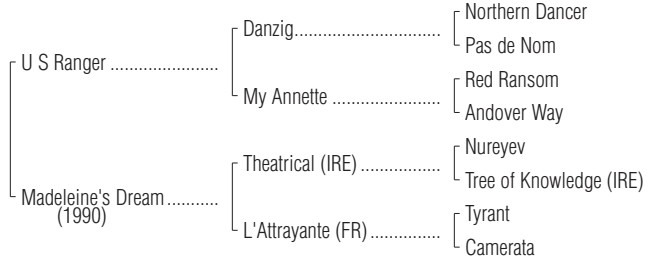 Northern Dancer
Danzig..................................
Pas de Nom
U S Ranger .........................
Red Ransom
My Annette .........................
Andover Way
Nureyev
Theatrical (IRE) ...................
Tree of Knowledge (IRE)
Madeleine's Dream ............
(1990)
Tyrant
L'Attrayante (FR) ................
Camerata